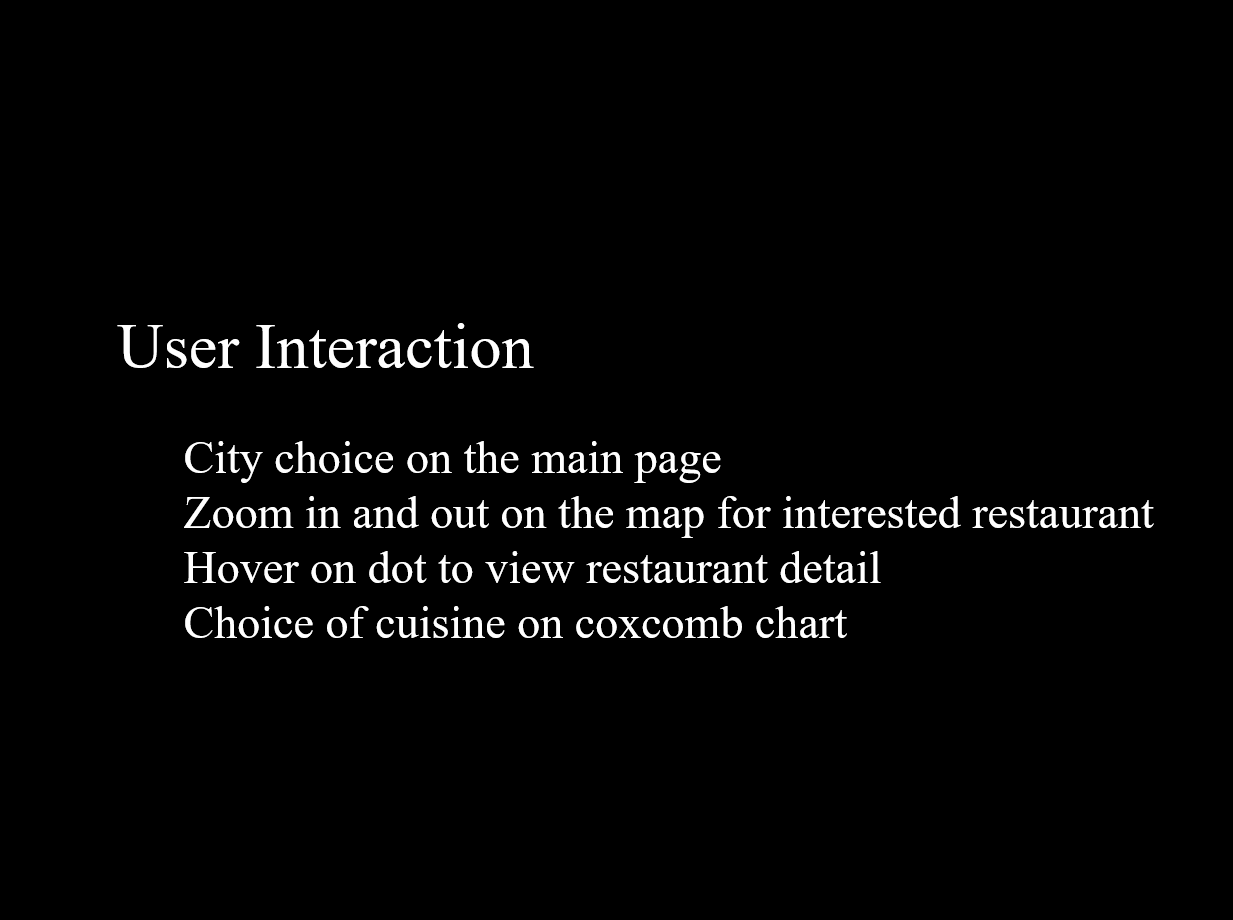 User Interaction
City choice on the main page
Zoom in and out on the map for interested restaurant
Hover on dot to view restaurant detail
Choice of cuisine on coxcomb chart